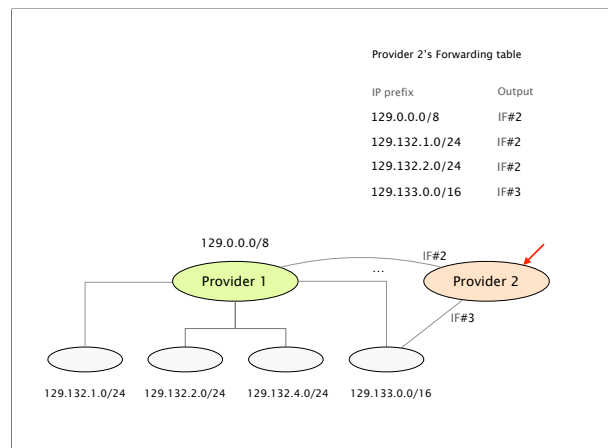 Provider 2's Forwarding table
IP prefix Output
129.0.0.0/8 IF#2
129.132.1.0/24 IF#2
129.132.2.0/24 IF#2
129.133.0.0/16 IF#3
129.0.0.0/8
IF#2
...
Provider 1 Provider 2
IF#3
129.132.1.0/24 129.132.2.0/24 129.132.4.0/24 129.133.0.0/16